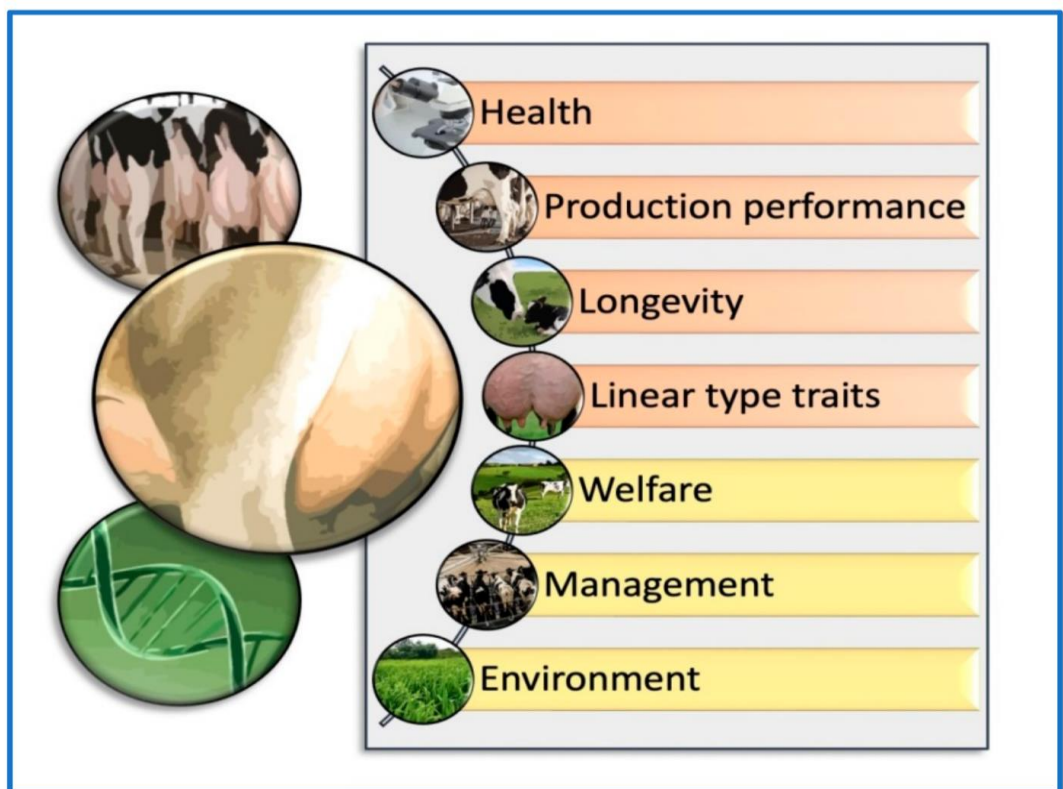 Health
Production performance
Longevity
Linear type traits
Welfare
Management
Environment